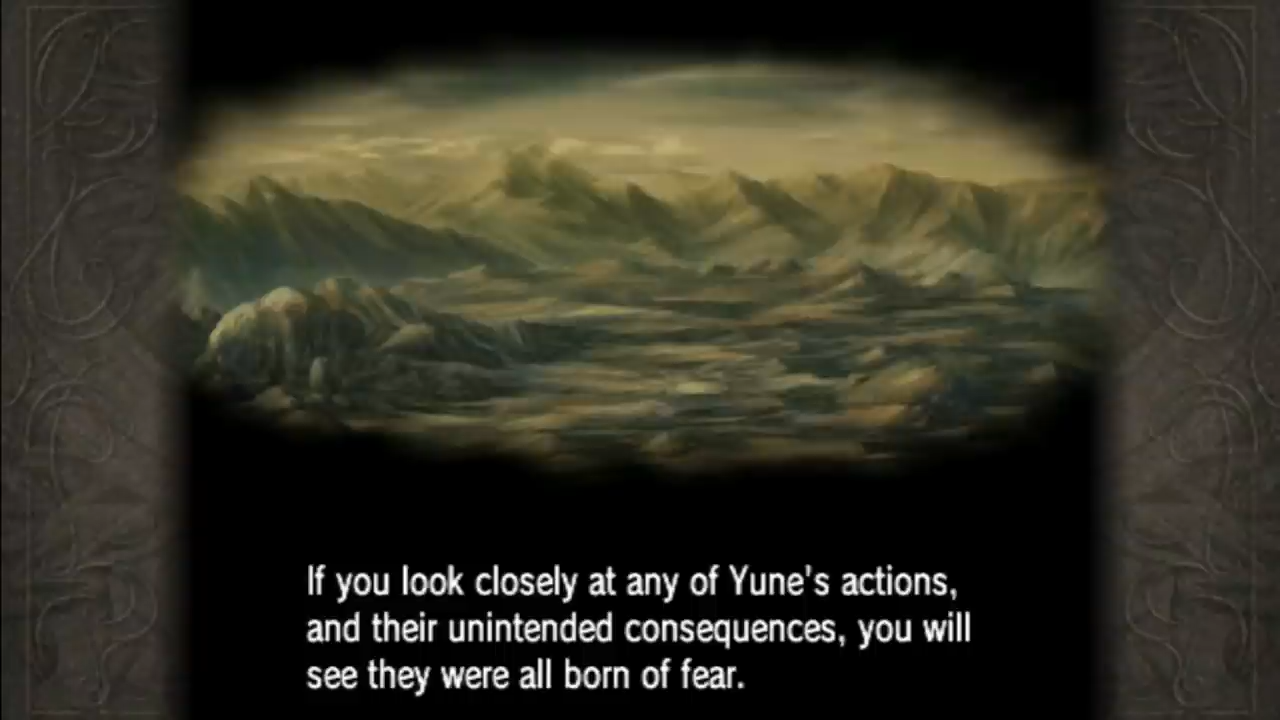 If you look closely at any of Yune's actions,
and their unintended consequences, you will
see they were all born of fear.